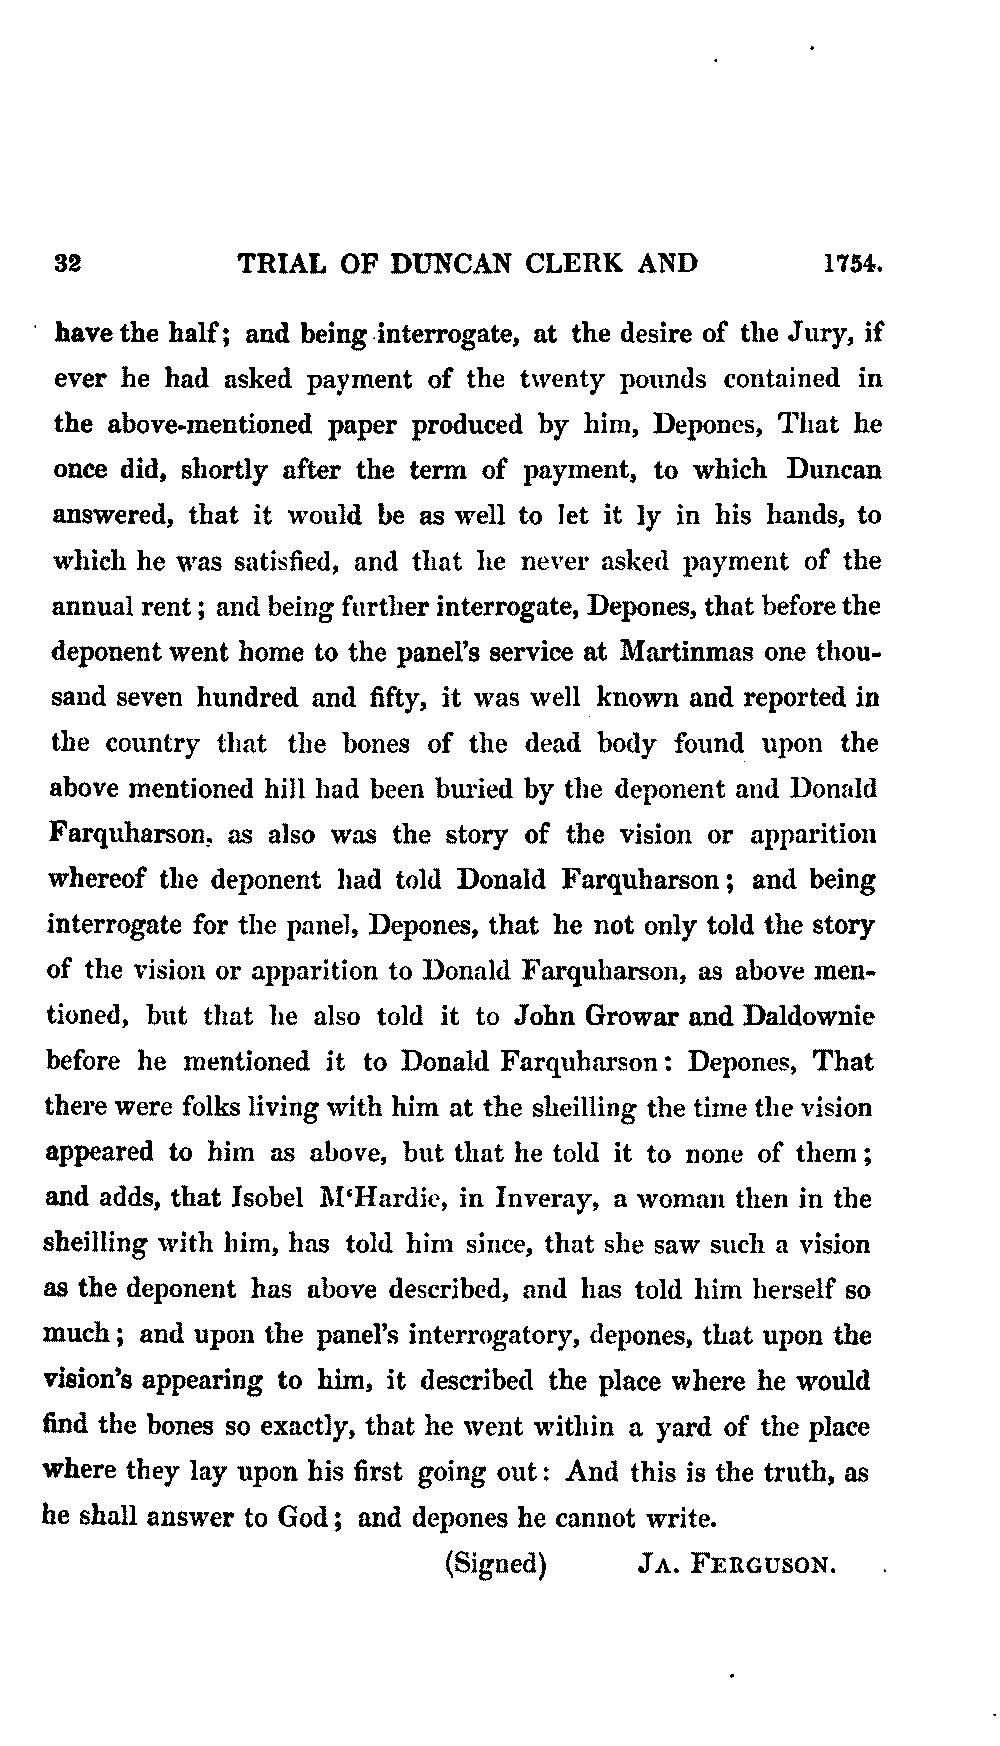 32 TRIAL OF DUNCAN CLERK AND 1754.
have the half; and being interrogate, at the desire of the Jury, if
ever he had asked payment of the twenty pounds contained in
the above-mentioned paper produced by him, Depones, That he
once did, shortly after the term of payment, to which Duncan
answered, that it would be as well to let it ly in his hands, to
which he was satisfied, and that he never asked payment of the
annual rent; and being further interrogate, Depones, that before the
deponent went home to the panel's service at Martinmas one thou-
sand seven hundred and fifty, it was well known and reported in
the country that the bones of the dead body found upon the
above mentioned hill had been buried by the deponent and Donald
Farquharson, as also was the story of the vision or apparition
whereof the deponent had told Donald Farquharson; and being
interrogate for the panel, Depones, that he not only told the story
of the vision or apparition to Donald Farquharson, as above men-
tioned, but that he also told it to John Growar and Daldownie
before he mentioned it to Donald Farquharson: Depones, That
there were folks living with him at the sheilling the time the vision
appeared to him as above, but that he told it to none of them;
and adds, that Isobel M‘Hardie, in Inveray, a woman then in the
sheilling with him, has told him since, that she saw such a vision
as the deponent has above described, and has told him herself so
much; and upon the panel's interrogatory, depones, that upon the
vision's appearing to him, it described the place where he would
find the bones so exactly, that he went within a yard of the place
where they lay upon his first going out: And this is the truth, as
he shall answer to God; and depones he cannot write.
(Signed) JA. FERGUSON.